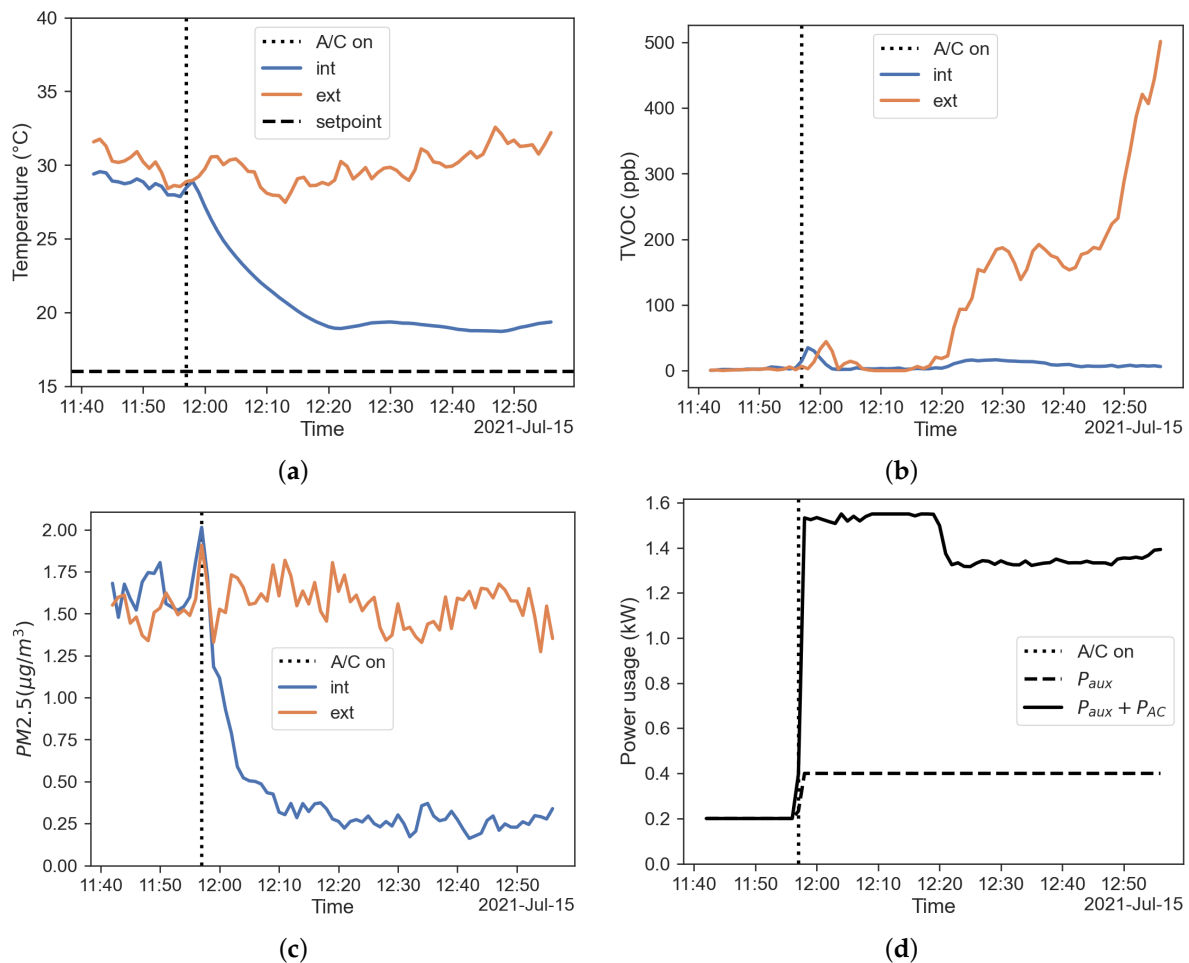 40
35
30
25
20
15
Temperature (°C)
A/C on
int
ext
setpoint
11:40 11:50 12:00 12:10 12:20 12:30 12:40 12:50
Time
2021-Jul-15
(a)
500
400
300
200
100
0
TVOC (ppb)
A/C on
int
ext
11:40 11:50 12:00 12:10 12:20 12:30 12:40 12:50
Time
2021-Jul-15
(b)
2.00
1.75
1.50
1.25
1.00
0.75
0.50
0.25
0.00
PM2.5(μg/m³)
A/C on
int
ext
11:40 11:50 12:00 12:10 12:20 12:30 12:40 12:50
Time
2021-Jul-15
(c)
1.6
1.4
1.2
1.0
0.8
0.6
0.4
0.2
0.0
Power usage (kW)
A/C on
P_aux
P_aux + P_AC
11:40 11:50 12:00 12:10 12:20 12:30 12:40 12:50
Time
2021-Jul-15
(d)